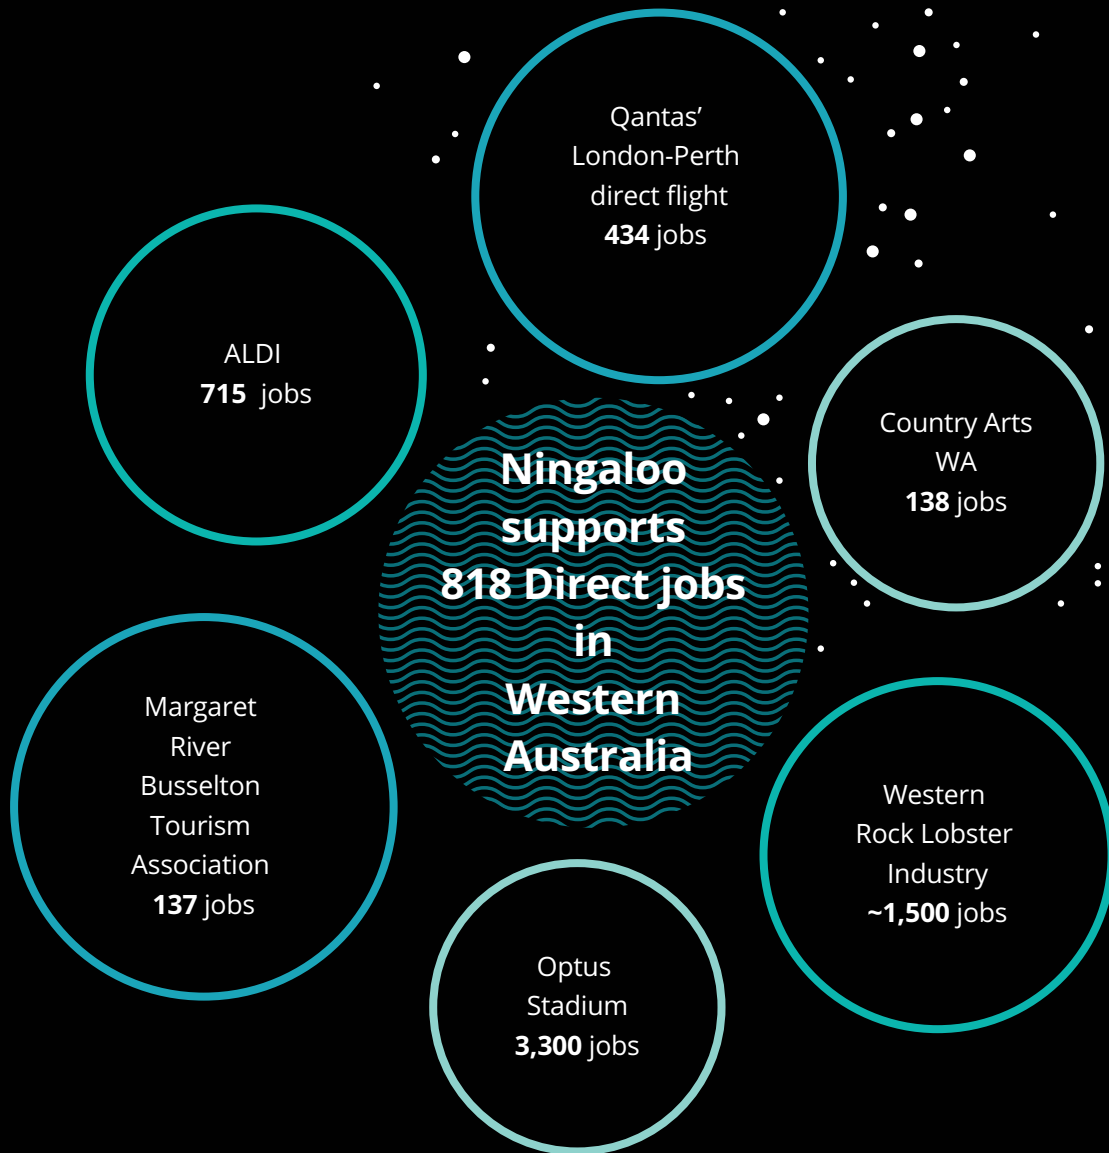 Qantas’
London-Perth
direct flight
434 jobs
ALDI
715 jobs
Country Arts
WA
138 jobs
Ningaloo
supports
818 Direct jobs
in
Western
Australia
Margaret
River
Busselton
Tourism
Association
137 jobs
Western
Rock Lobster
Industry
~1,500 jobs
Optus
Stadium
3,300 jobs